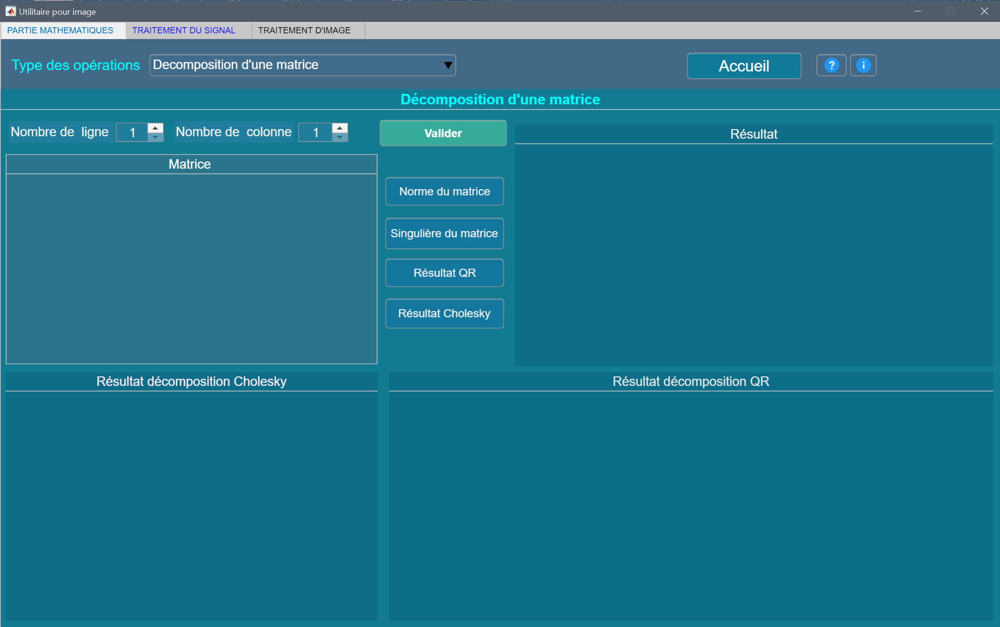 Utilitaire pour image
PARTIE MATHEMATIQUES TRAITEMENT DU SIGNAL TRAITEMENT D'IMAGE
Type des opérations Decomposition d'une matrice Accueil ? i
Décomposition d'une matrice
Nombre de ligne 1 Nombre de colonne 1 Valider
Résultat
Matrice
Norme du matrice
Singulière du matrice
Résultat QR
Résultat Cholesky
Résultat décomposition Cholesky
Résultat décomposition QR